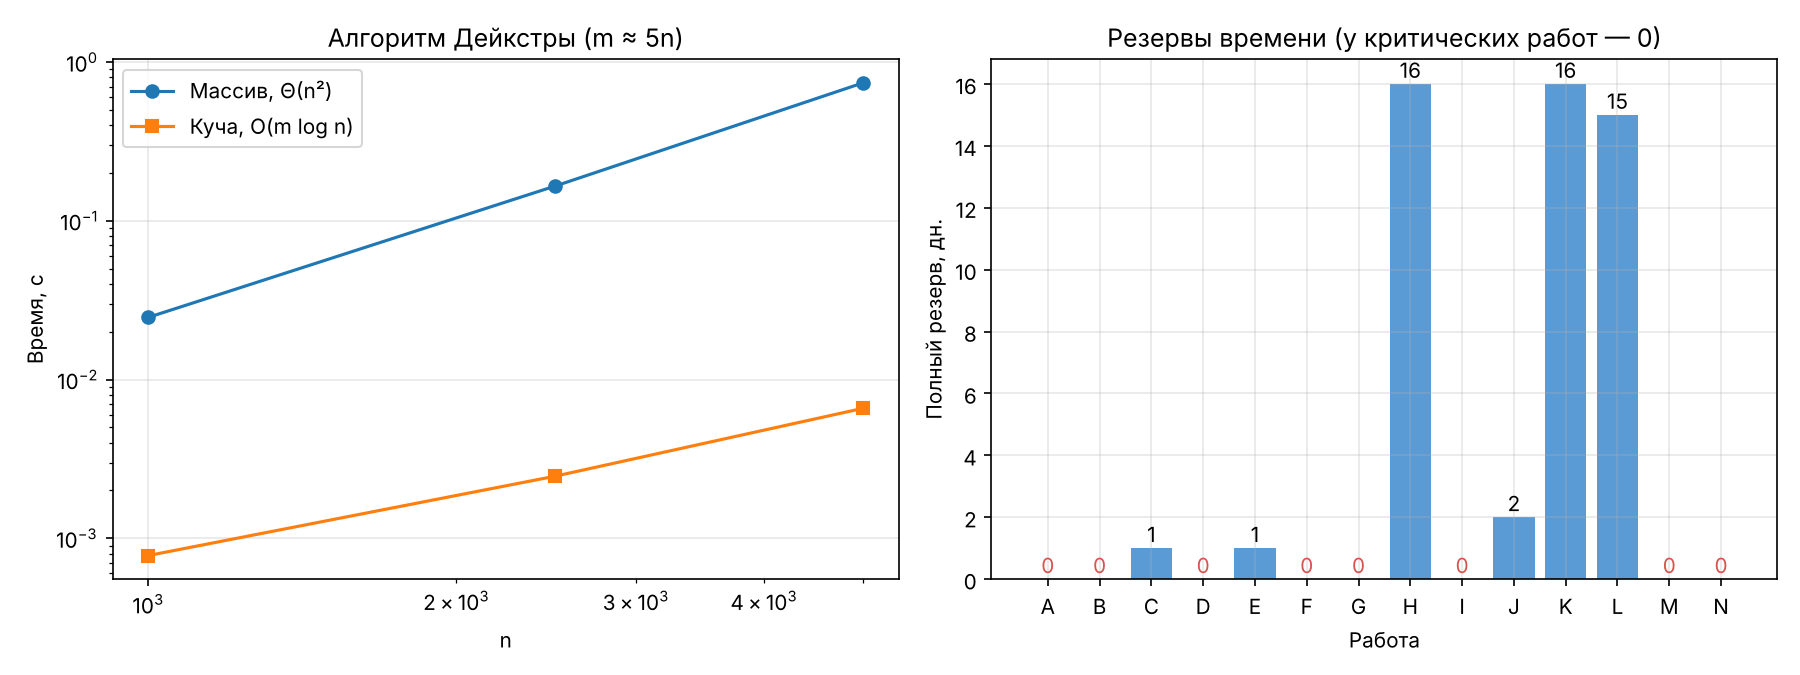 Алгоритм Дейкстры (m ≈ 5n)
Массив, Θ(n²)
Куча, O(m log n)
10⁰
10⁻¹
10⁻²
10⁻³
Время, с
10³
2 × 10³
3 × 10³
4 × 10³
n
Резервы времени (у критических работ — 0)
16
14
12
10
8
6
4
2
0
Полный резерв, дн.
0
0
1
0
1
0
0
16
0
2
16
15
0
0
A
B
C
D
E
F
G
H
I
J
K
L
M
N
Работа